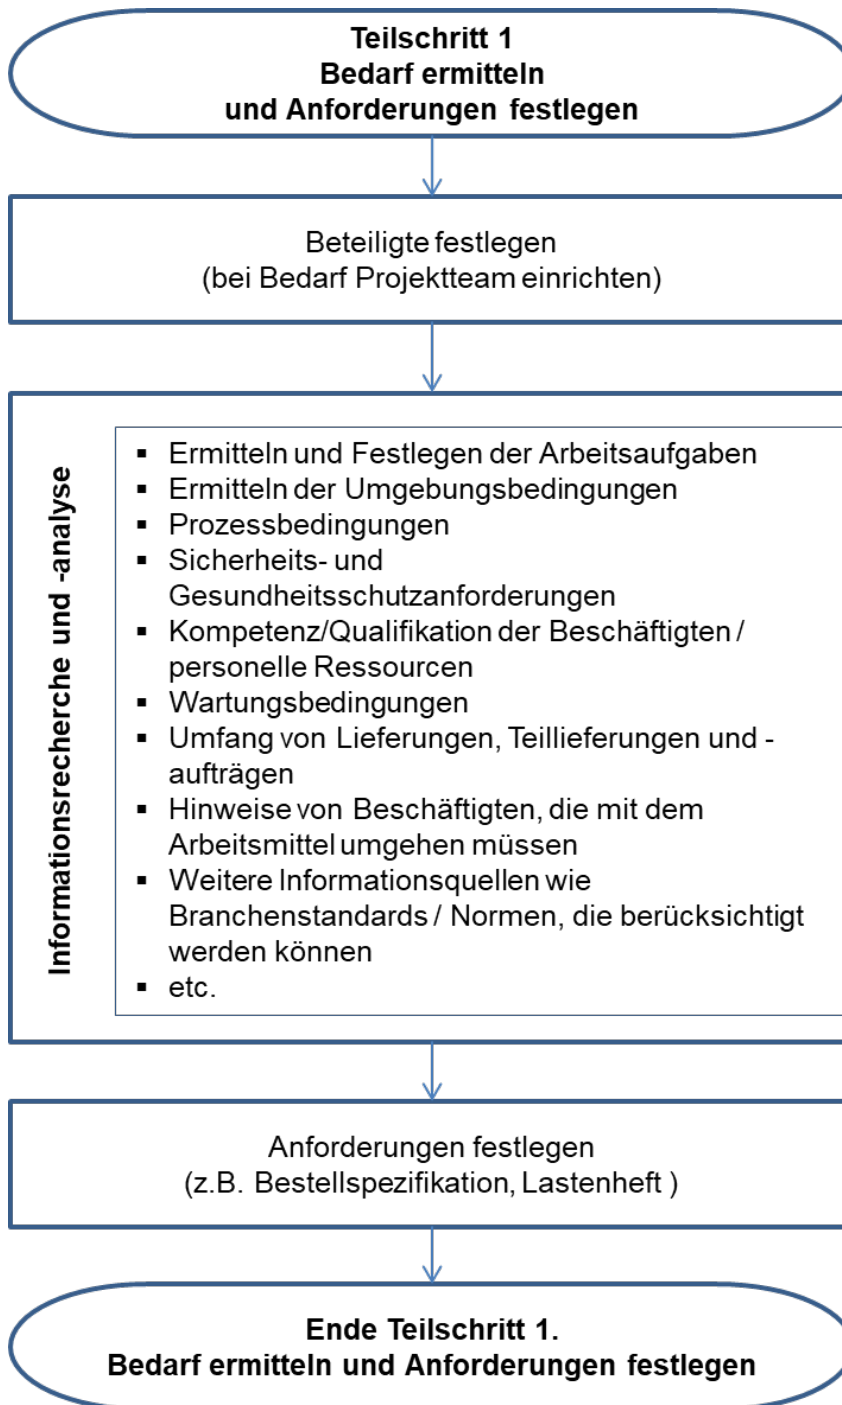 Teilschritt 1
Bedarf ermitteln
und Anforderungen festlegen
Beteiligte festlegen
(bei Bedarf Projektteam einrichten)
Informationsrecherche und -analyse
▪ Ermitteln und Festlegen der Arbeitsaufgaben
▪ Ermitteln der Umgebungsbedingungen
▪ Prozessbedingungen
▪ Sicherheits- und
Gesundheitsschutzanforderungen
▪ Kompetenz/Qualifikation der Beschäftigten /
personelle Ressourcen
▪ Wartungsbedingungen
▪ Umfang von Lieferungen, Teillieferungen und -
aufträgen
▪ Hinweise von Beschäftigten, die mit dem
Arbeitsmittel umgehen müssen
▪ Weitere Informationsquellen wie
Branchenstandards / Normen, die berücksichtigt
werden können
▪ etc.
Anforderungen festlegen
(z.B. Bestellspezifikation, Lastenheft )
Ende Teilschritt 1.
Bedarf ermitteln und Anforderungen festlegen